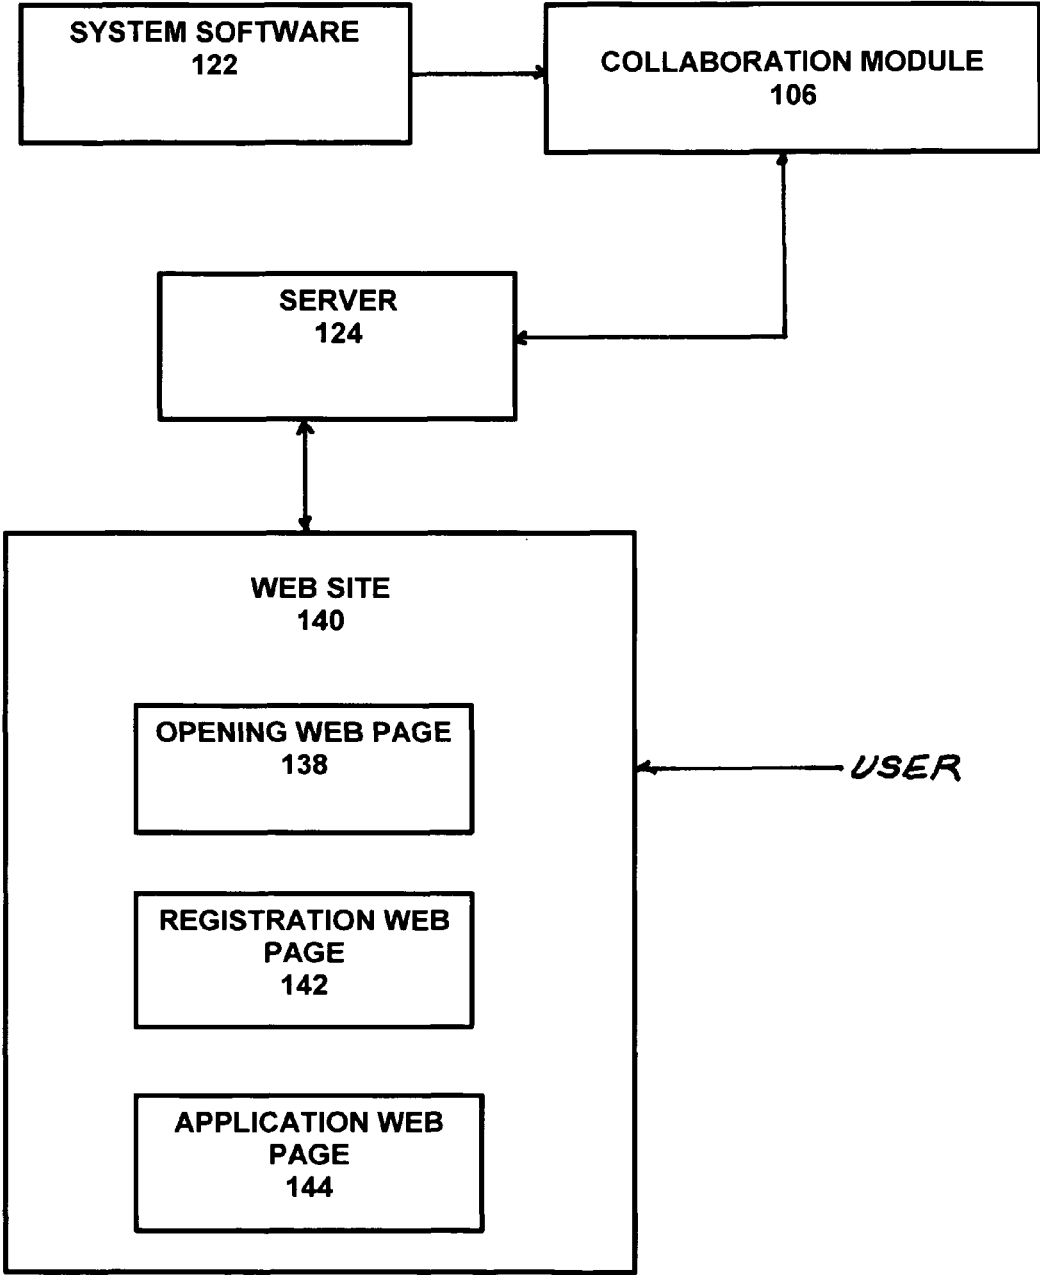 SYSTEM SOFTWARE
122
COLLABORATION MODULE
106
SERVER
124
WEB SITE
140
OPENING WEB PAGE
138
USER
REGISTRATION WEB
PAGE
142
APPLICATION WEB
PAGE
144